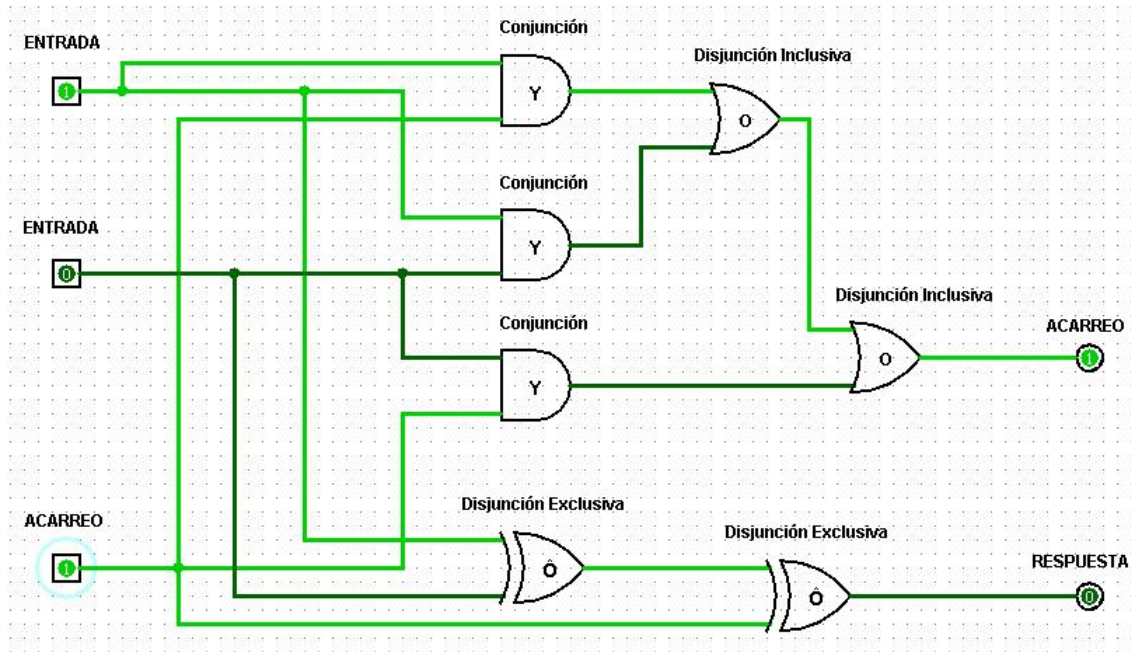 Conjunción
ENTRADA
Disjunción Inclusiva
1
Y
O
Conjunción
ENTRADA
Y
0
Disjunción Inclusiva
Conjunción
ACARREO
Y
O
1
Disjunción Exclusiva
ACARREO
Disjunción Exclusiva
RESPUESTA
1
Ô
Ô
0